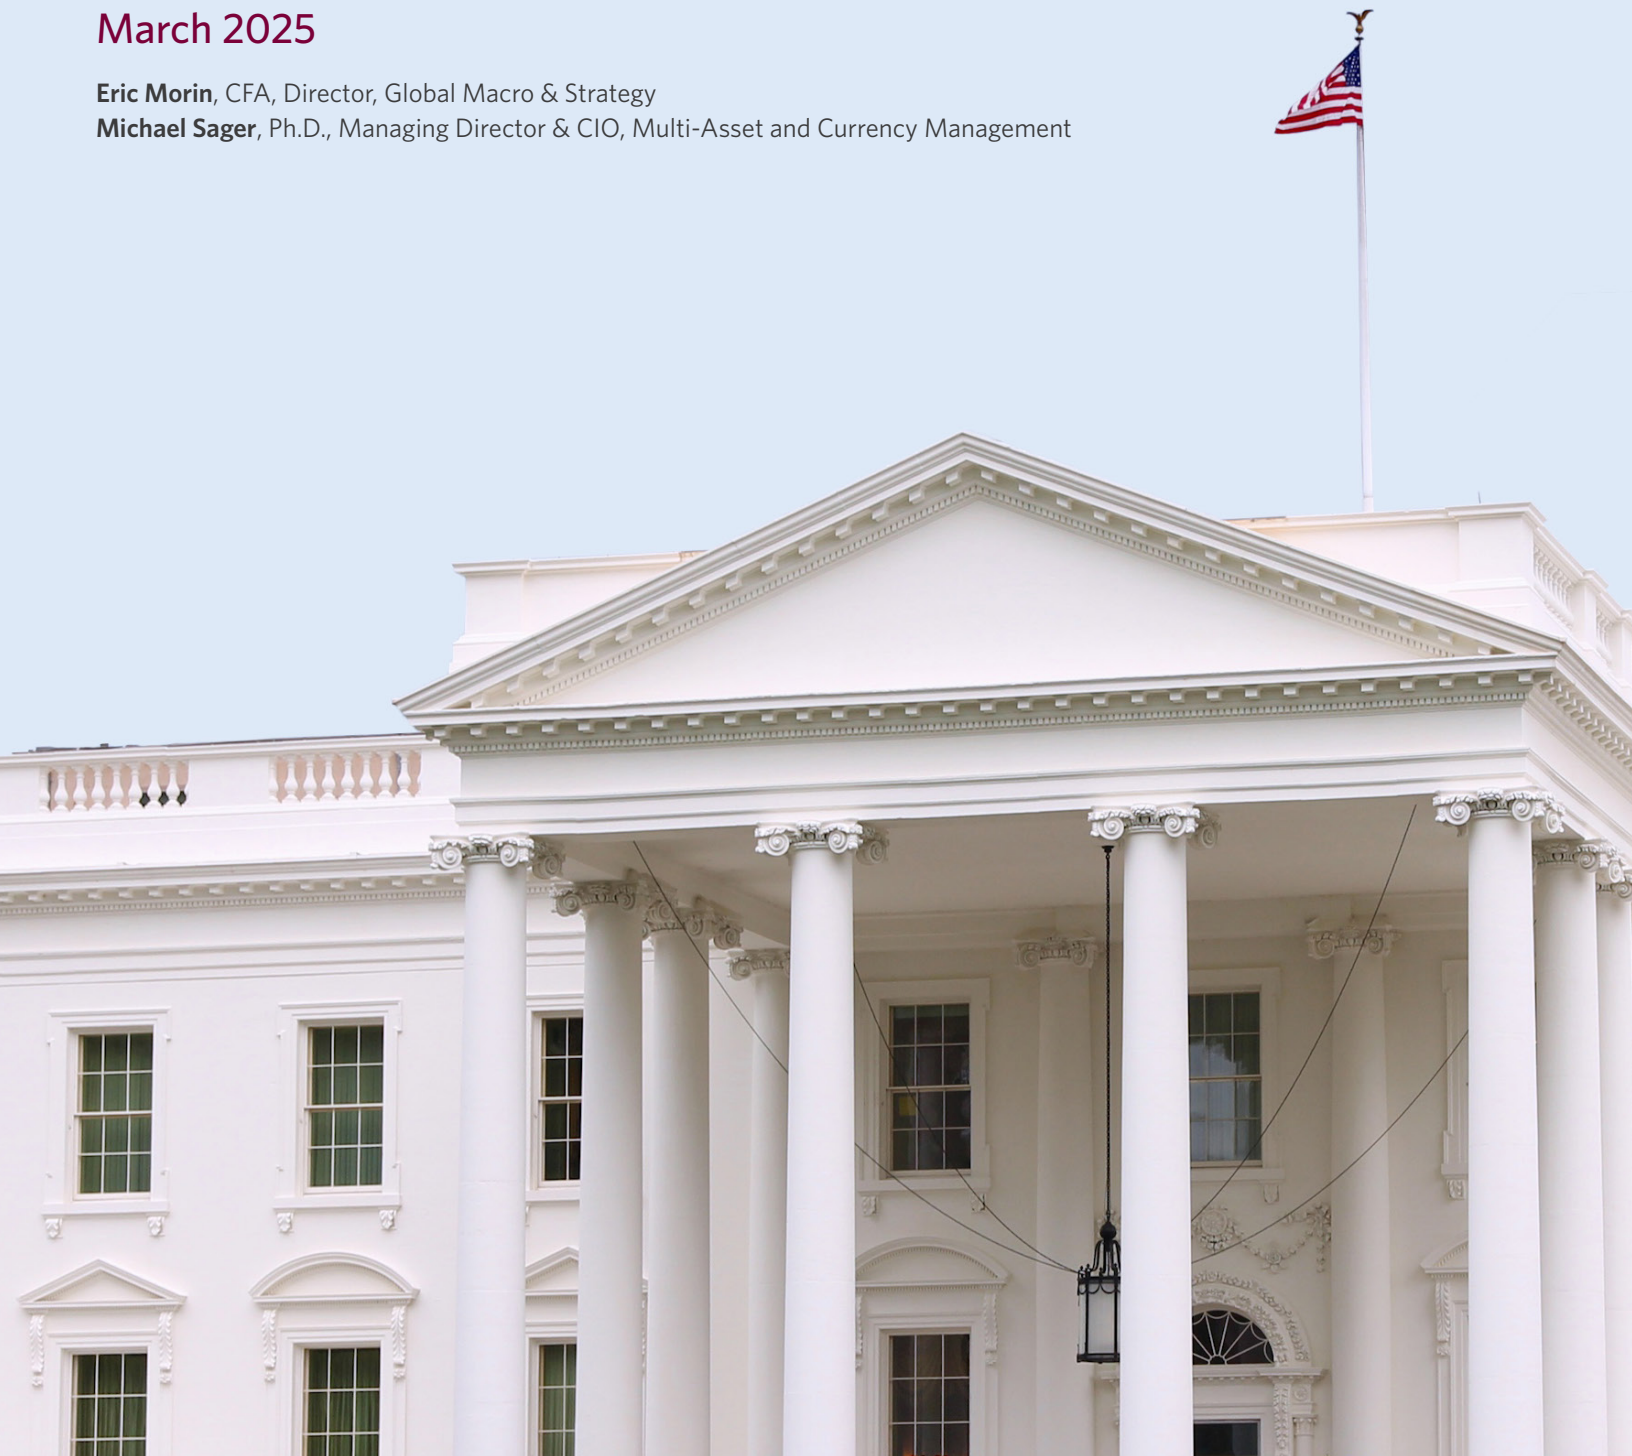 March 2025
Eric Morin, CFA, Director, Global Macro & Strategy
Michael Sager, Ph.D., Managing Director & CIO, Multi-Asset and Currency Management